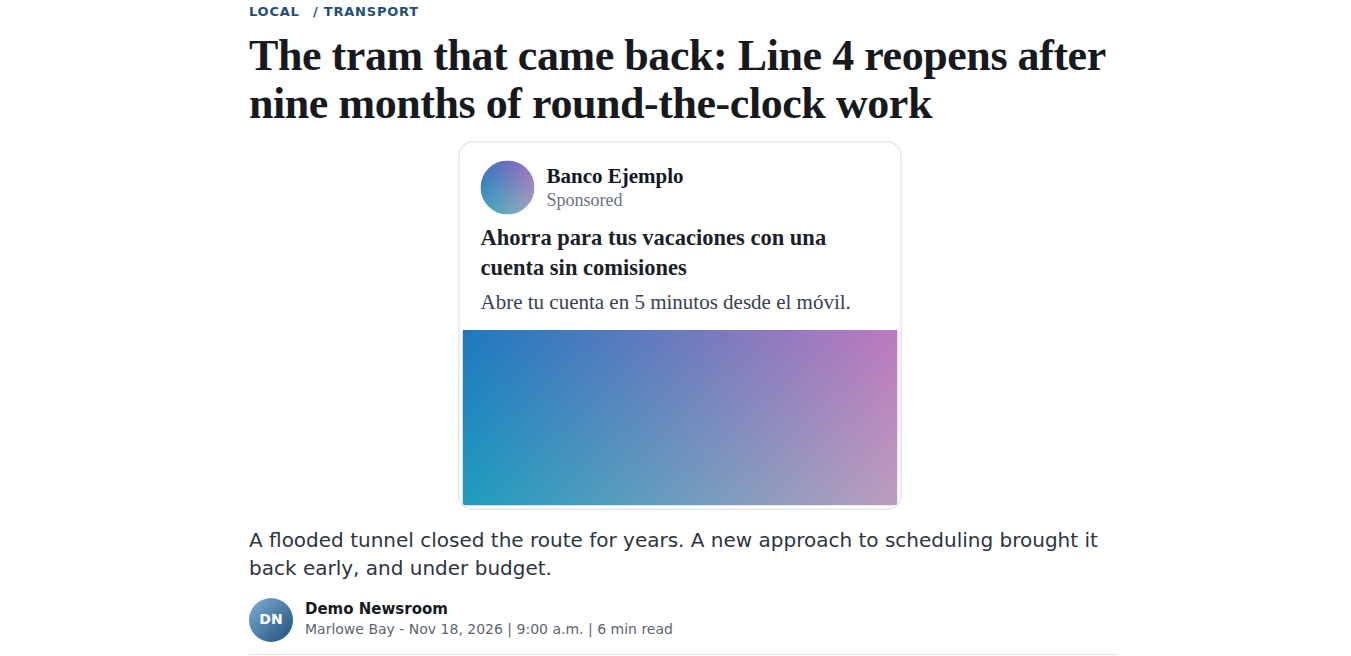 LOCAL / TRANSPORT
The tram that came back: Line 4 reopens after
nine months of round-the-clock work
Banco Ejemplo
Sponsored
Ahorra para tus vacaciones con una
cuenta sin comisiones
Abre tu cuenta en 5 minutos desde el móvil.
A flooded tunnel closed the route for years. A new approach to scheduling brought it
back early, and under budget.
DN
Demo Newsroom
Marlowe Bay - Nov 18, 2026 | 9:00 a.m. | 6 min read